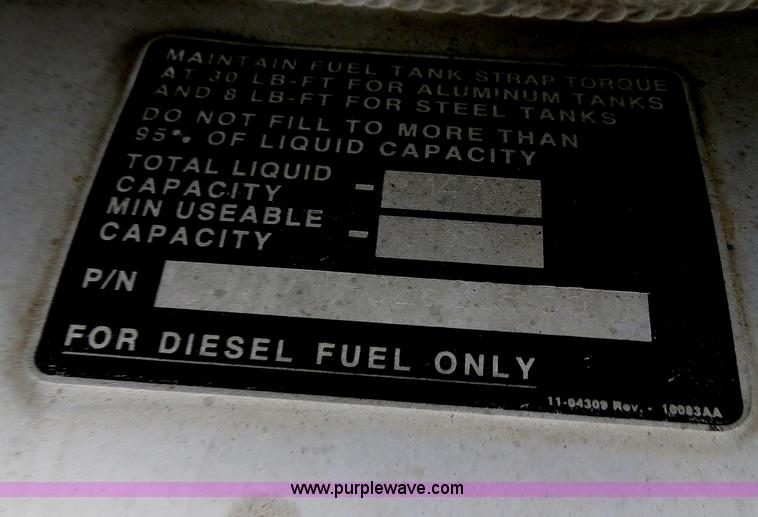 MAINTAIN FUEL TANK STRAP TORQUE
AT 30 LB-FT FOR ALUMINUM TANKS
AND 8 LB-FT FOR STEEL TANKS
DO NOT FILL TO MORE THAN
95% OF LIQUID CAPACITY
TOTAL LIQUID
CAPACITY -
MIN USEABLE
CAPACITY -
P/N
FOR DIESEL FUEL ONLY
11-04309 Rev. - 10083AA
www.purplewave.com